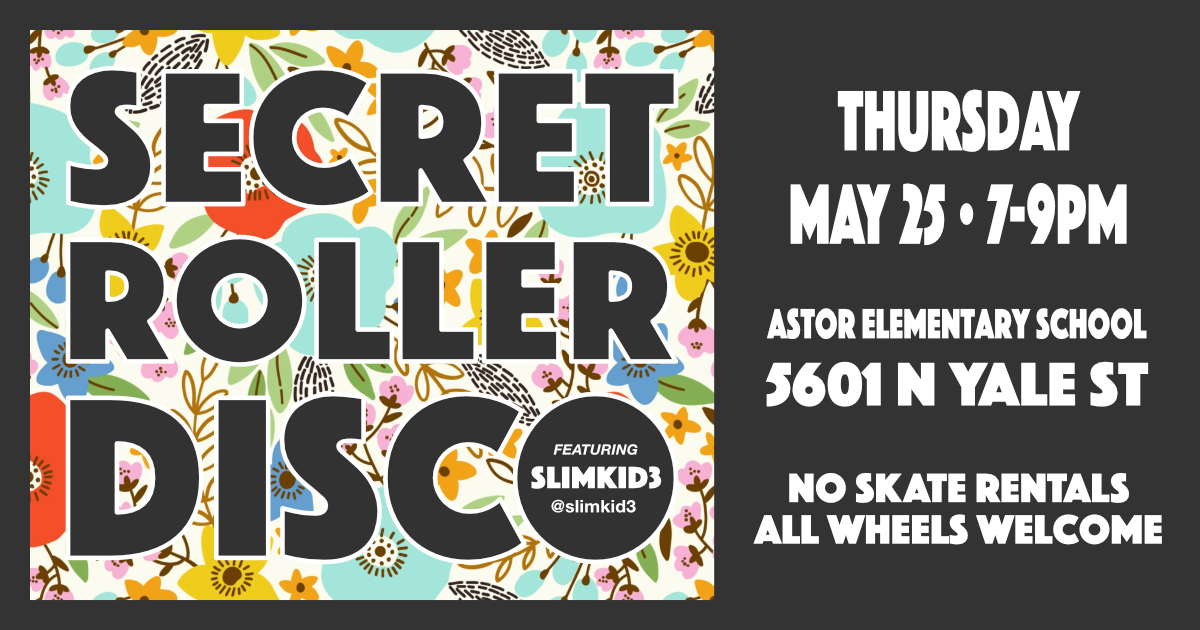 SECRET
ROLLER
DISCO
FEATURING
SLIMKID3
@slimkid3
THURSDAY
MAY 25 • 7-9PM
ASTOR ELEMENTARY SCHOOL
5601 N YALE ST
NO SKATE RENTALS
ALL WHEELS WELCOME